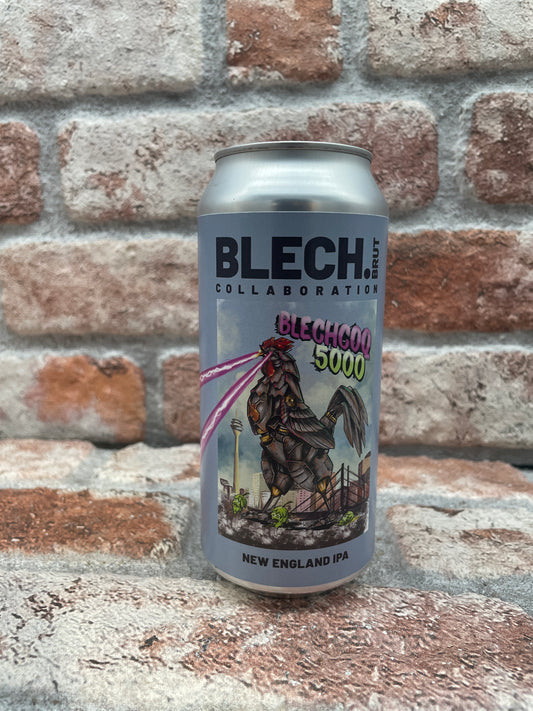 BLECH.BRUT
COLLABORATION
BLECHCOQ
5000
NEW ENGLAND IPA